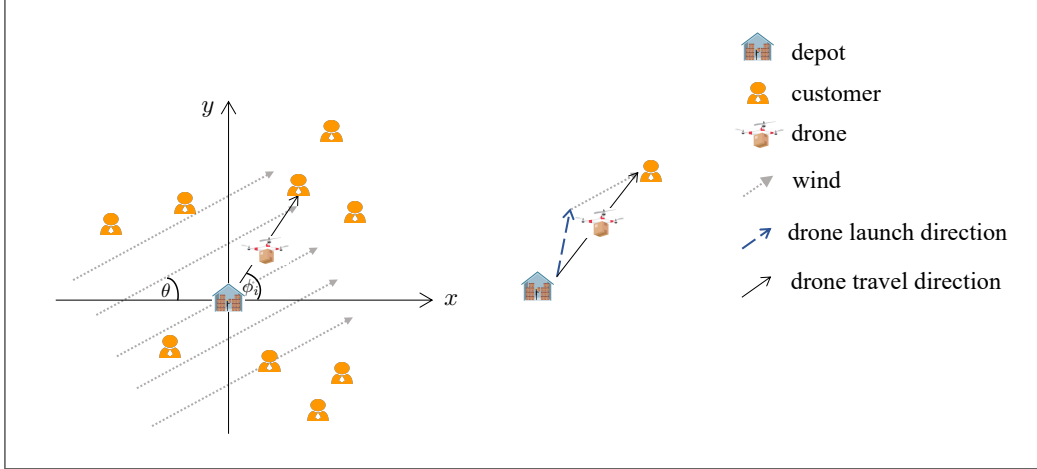 y
x
θ
ϕᵢ
depot
customer
drone
wind
drone launch direction
drone travel direction